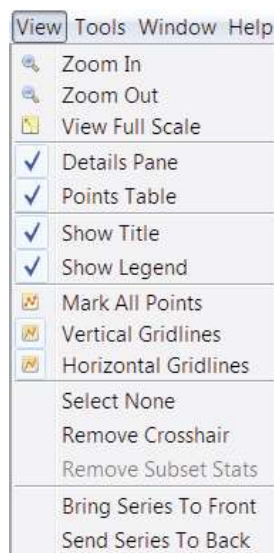 View Tools Window Help
Zoom In
Zoom Out
View Full Scale
Details Pane
Points Table
Show Title
Show Legend
Mark All Points
Vertical Gridlines
Horizontal Gridlines
Select None
Remove Crosshair
Remove Subset Stats
Bring Series To Front
Send Series To Back